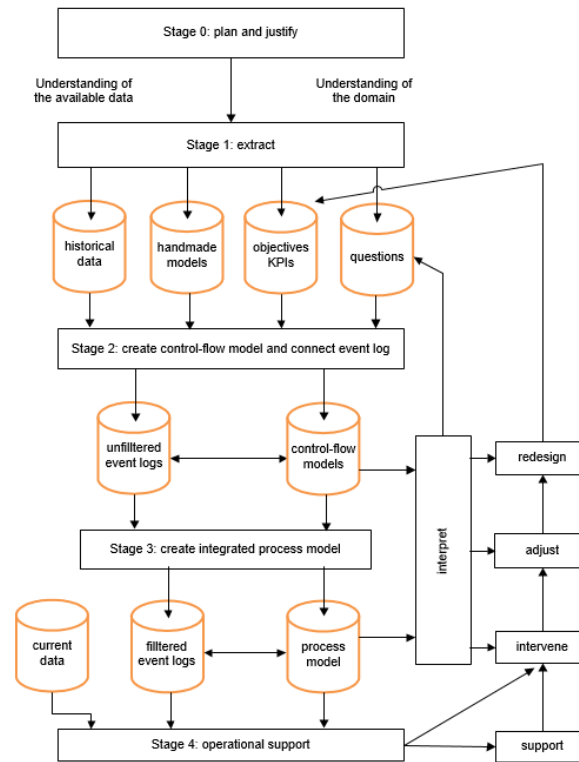 Stage 0: plan and justify
Understanding of
the available data
Understanding of
the domain
Stage 1: extract
historical
data
handmade
models
objectives
KPIs
questions
Stage 2: create control-flow model and connect event log
unfilltered
event logs
control-flow
models
interpret
redesign
Stage 3: create integrated process model
adjust
current
data
filltered
event logs
process
model
intervene
Stage 4: operational support
support